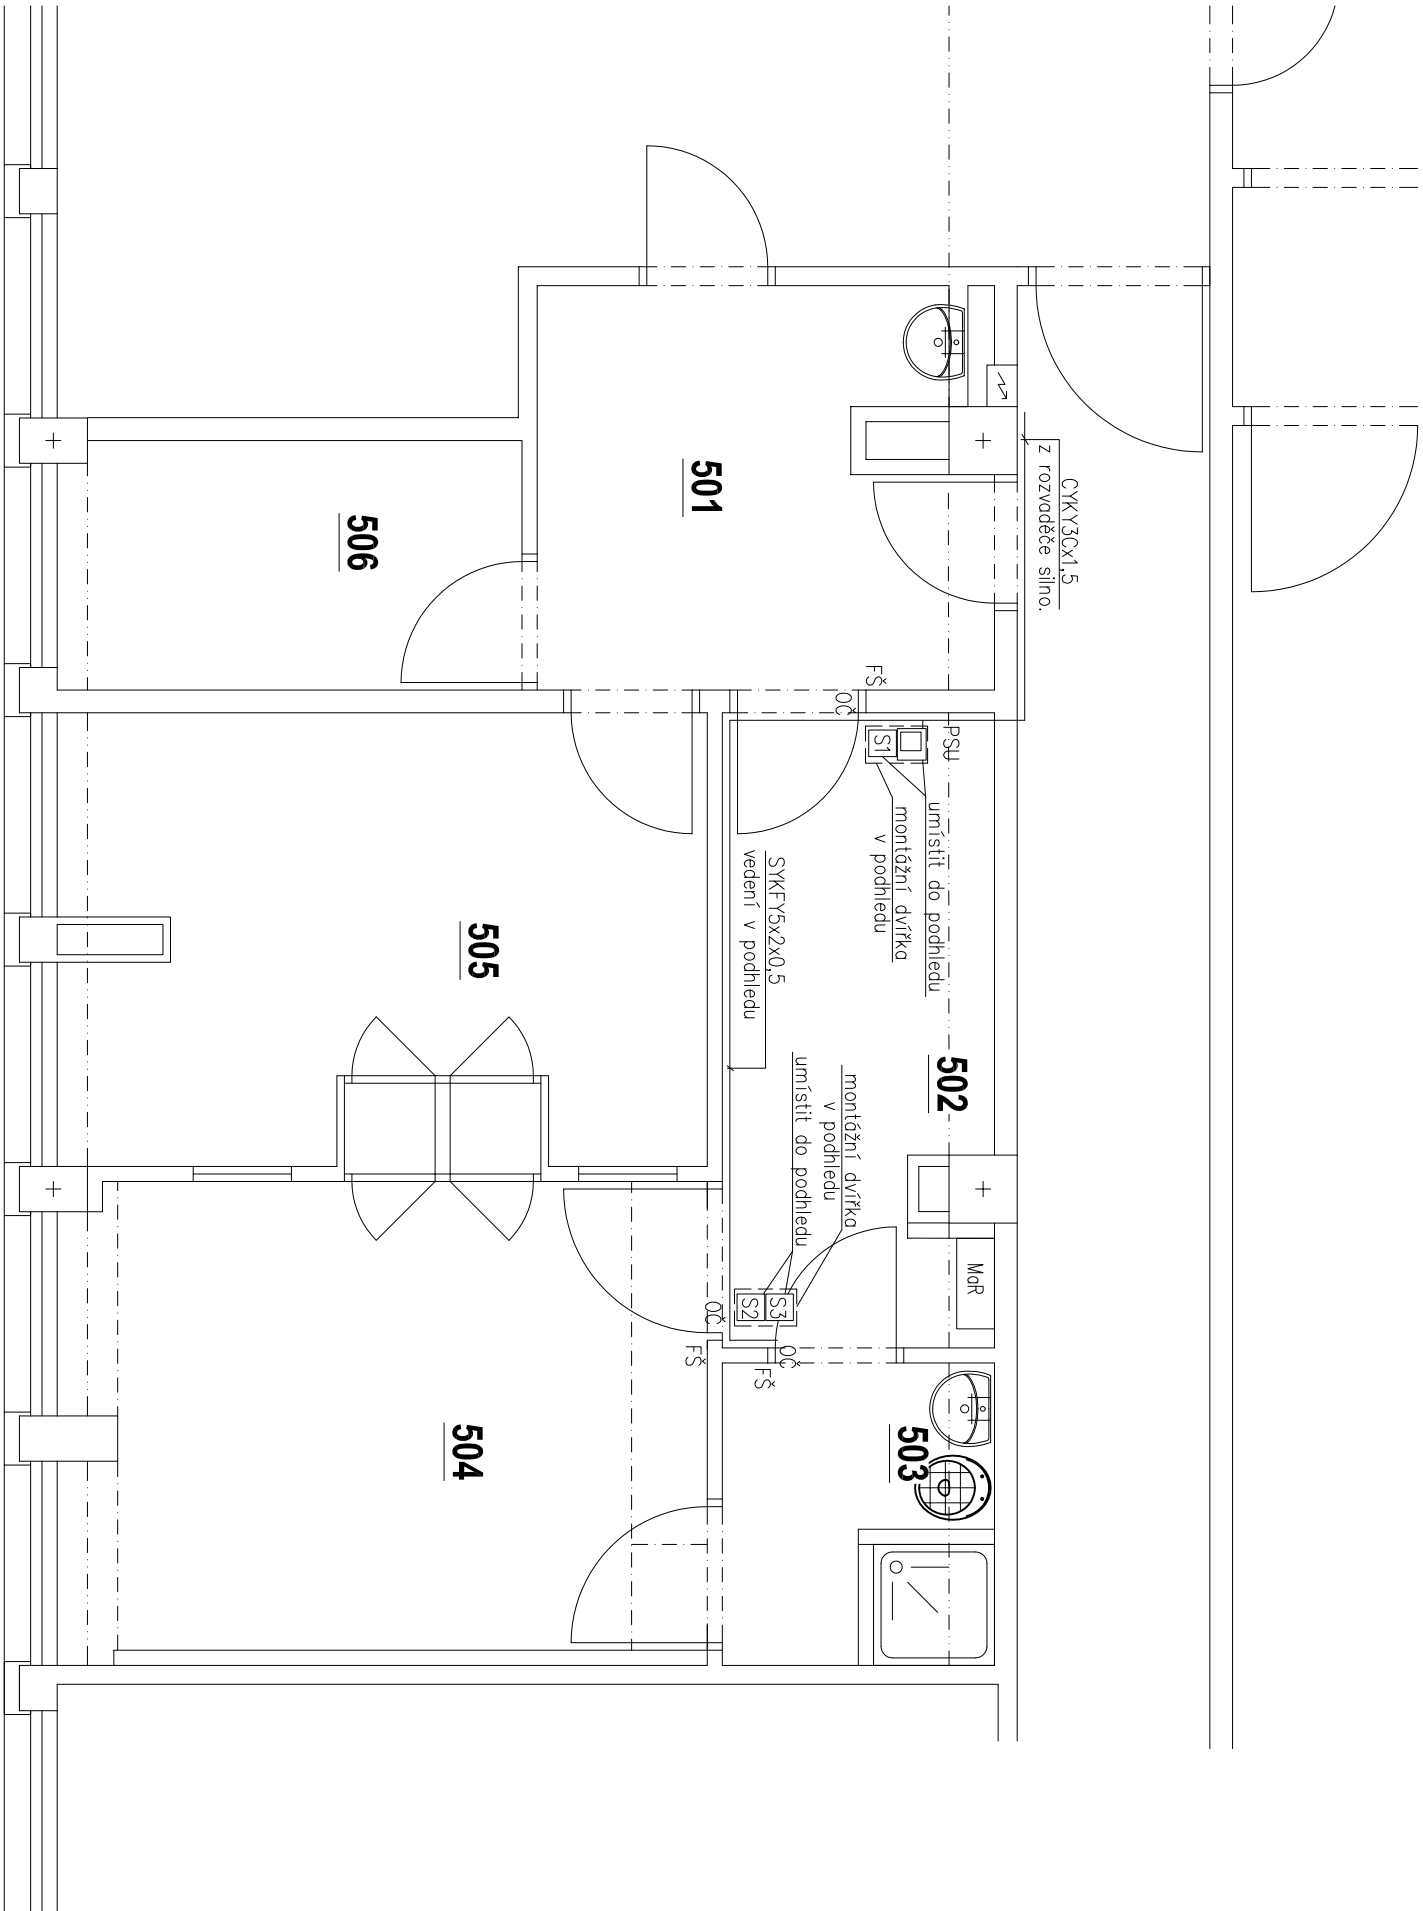 CYKY3Cx1,5
z rozvaděče silno.
501
506
FŠ
OČ
PSU
S1
umístit do podhledu
montážní dvířka
v podhledu
SYKFY5x2x0,5
vedení v podhledu
505
502
montážní dvířka
v podhledu
umístit do podhledu
MaR
S3
S2
OČ
FŠ
OČ
FŠ
503
504